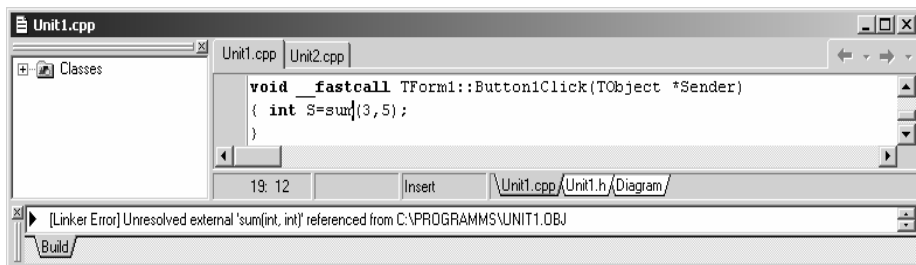 Unit1.cpp
Classes
Unit1.cpp Unit2.cpp
void __fastcall TForm1::Button1Click(TObject *Sender)
{ int S=sum(3,5);
}
19: 12 Insert Unit1.cpp Unit1.h Diagram
[Linker Error] Unresolved external 'sum(int, int)' referenced from C:\PROGRAMMS\UNIT1.OBJ
Build